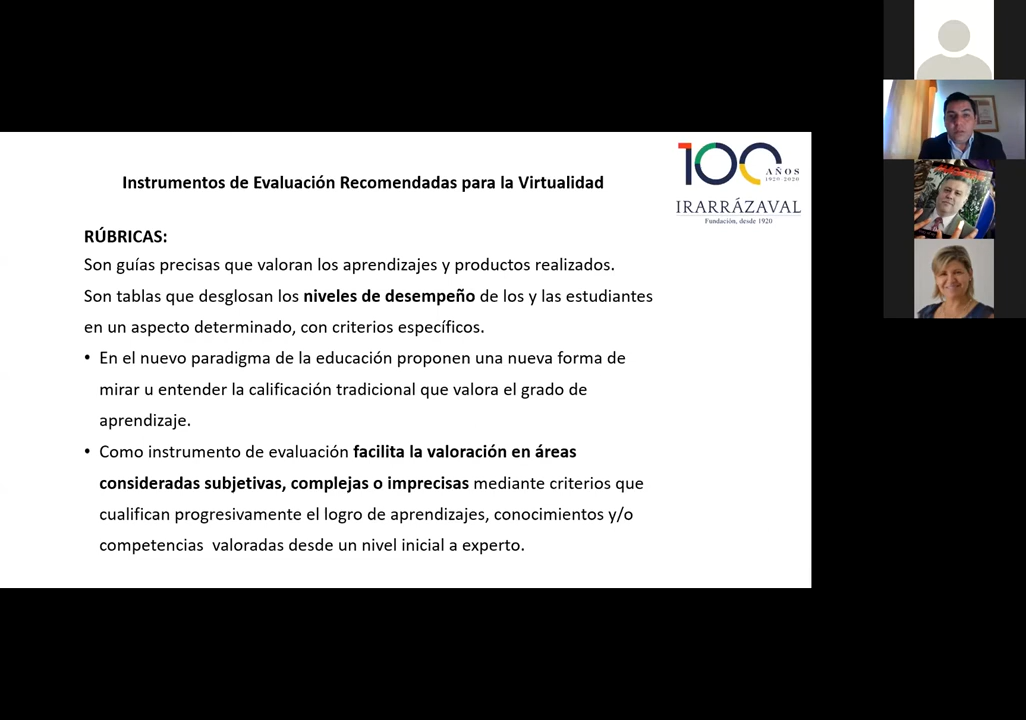 Instrumentos de Evaluación Recomendadas para la Virtualidad
100
AÑOS
1920-2020
IRARRÁZAVAL
Fundación, desde 1920
RÚBRICAS:
Son guías precisas que valoran los aprendizajes y productos realizados.
Son tablas que desglosan los niveles de desempeño de los y las estudiantes
en un aspecto determinado, con criterios específicos.
• En el nuevo paradigma de la educación proponen una nueva forma de
mirar u entender la calificación tradicional que valora el grado de
aprendizaje.
• Como instrumento de evaluación facilita la valoración en áreas
consideradas subjetivas, complejas o imprecisas mediante criterios que
cualifican progresivamente el logro de aprendizajes, conocimientos y/o
competencias  valoradas desde un nivel inicial a experto.